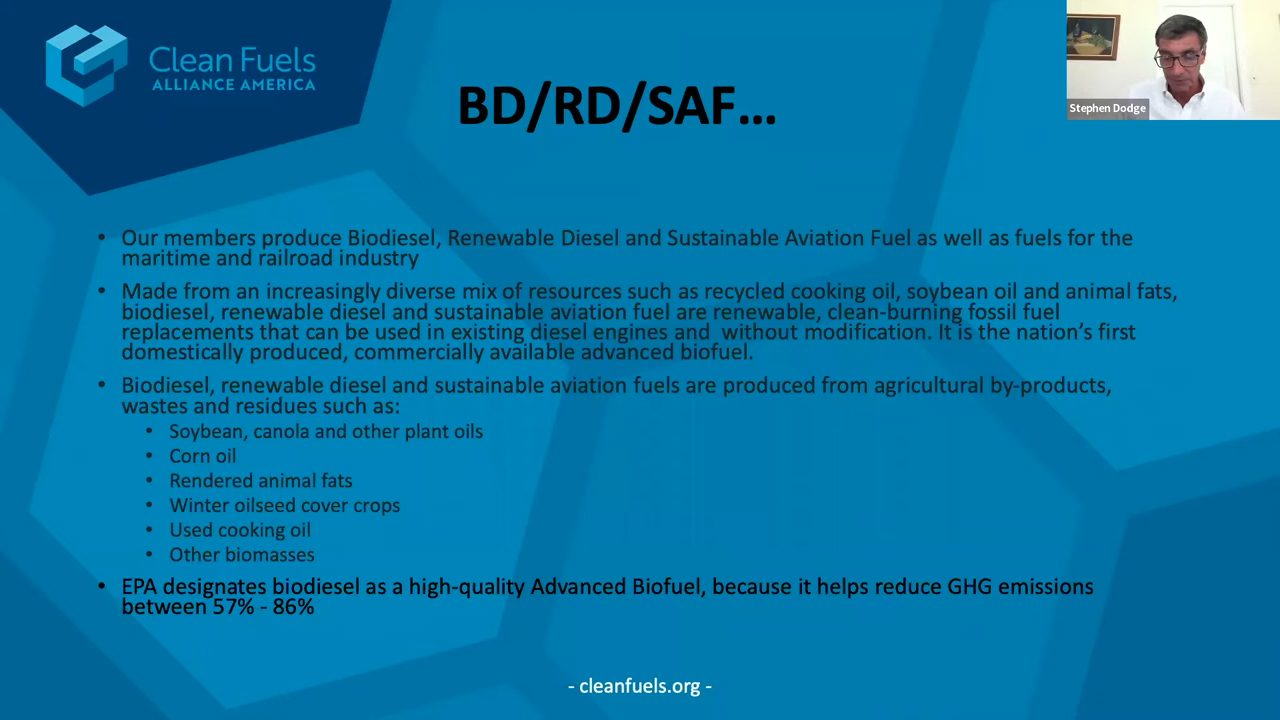 Clean Fuels
ALLIANCE AMERICA
Stephen Dodge
BD/RD/SAF...
• Our members produce Biodiesel, Renewable Diesel and Sustainable Aviation Fuel as well as fuels for the
maritime and railroad industry
• Made from an increasingly diverse mix of resources such as recycled cooking oil, soybean oil and animal fats,
biodiesel, renewable diesel and sustainable aviation fuel are renewable, clean-burning fossil fuel
replacements that can be used in existing diesel engines and  without modification. It is the nation’s first
domestically produced, commercially available advanced biofuel.
• Biodiesel, renewable diesel and sustainable aviation fuels are produced from agricultural by-products,
wastes and residues such as:
• Soybean, canola and other plant oils
• Corn oil
• Rendered animal fats
• Winter oilseed cover crops
• Used cooking oil
• Other biomasses
• EPA designates biodiesel as a high-quality Advanced Biofuel, because it helps reduce GHG emissions
between 57% - 86%
- cleanfuels.org -